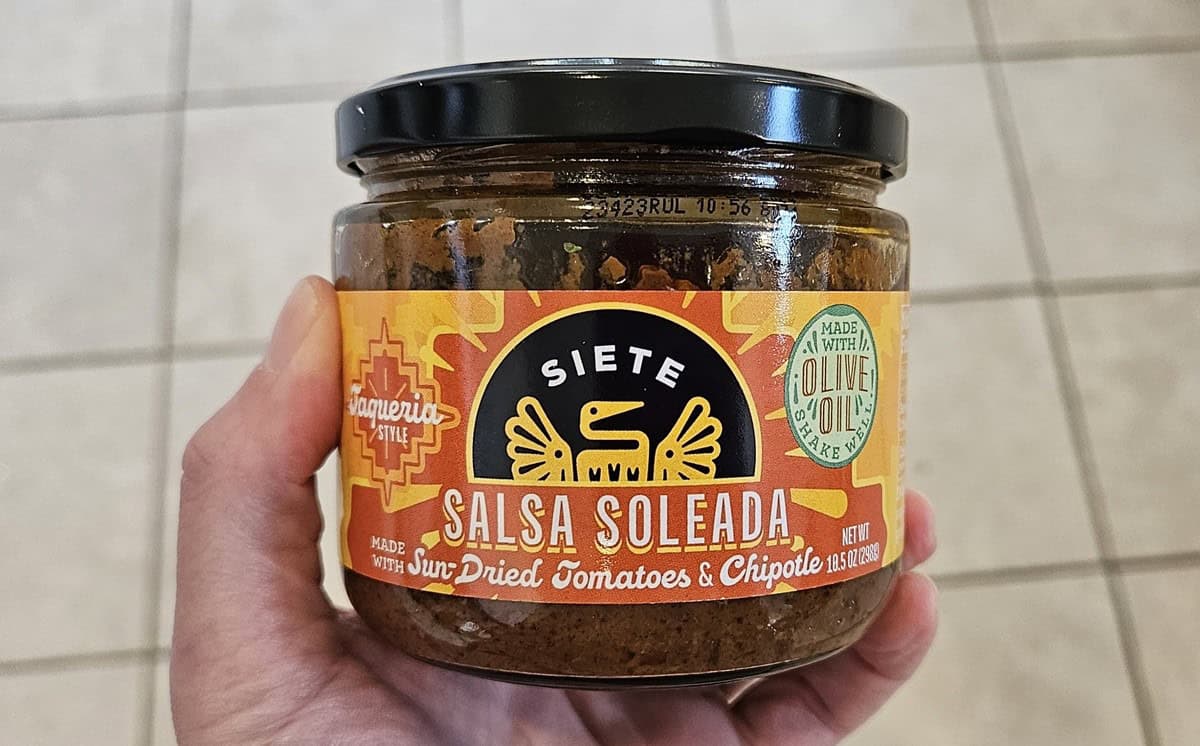 23423RUL 10:56
SIETE
Taqueria
STYLE
MADE
WITH
OLIVE
OIL
SHAKE WELL!
SALSA SOLEADA
MADE
WITH Sun-Dried Tomatoes & Chipotle
NET WT
10.5 OZ (298g)